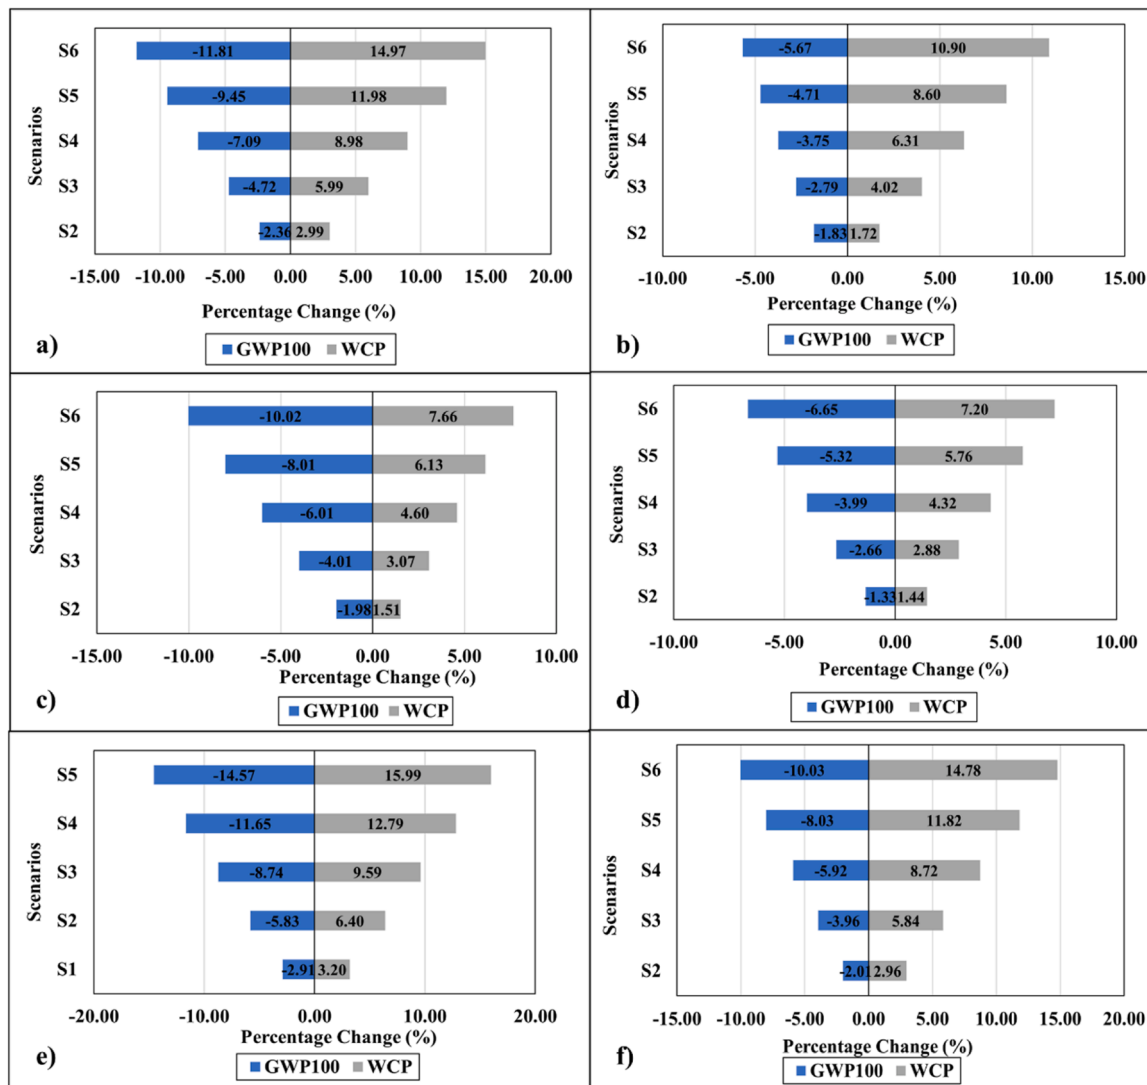 Scenarios
S6 -11.81 14.97
S5 -9.45 11.98
S4 -7.09 8.98
S3 -4.72 5.99
S2 -2.36 2.99
-15.00 -10.00 -5.00 0.00 5.00 10.00 15.00 20.00
Percentage Change (%)
a)
GWP100 WCP
Scenarios
S6 -5.67 10.90
S5 -4.71 8.60
S4 -3.75 6.31
S3 -2.79 4.02
S2 -1.83 1.72
-10.00 -5.00 0.00 5.00 10.00 15.00
Percentage Change (%)
b)
GWP100 WCP
Scenarios
S6 -10.02 7.66
S5 -8.01 6.13
S4 -6.01 4.60
S3 -4.01 3.07
S2 -1.98 1.51
-15.00 -10.00 -5.00 0.00 5.00 10.00
Percentage Change (%)
c)
GWP100 WCP
Scenarios
S6 -6.65 7.20
S5 -5.32 5.76
S4 -3.99 4.32
S3 -2.66 2.88
S2 -1.33 1.44
-10.00 -5.00 0.00 5.00 10.00
Percentage Change (%)
d)
GWP100 WCP
Scenarios
S5 -14.57 15.99
S4 -11.65 12.79
S3 -8.74 9.59
S2 -5.83 6.40
S1 -2.91 3.20
-20.00 -10.00 0.00 10.00 20.00
Percentage Change (%)
e)
GWP100 WCP
Scenarios
S6 -10.03 14.78
S5 -8.03 11.82
S4 -5.92 8.72
S3 -3.96 5.84
S2 -2.01 2.96
-15.00 -10.00 -5.00 0.00 5.00 10.00 15.00 20.00
Percentage Change (%)
f)
GWP100 WCP